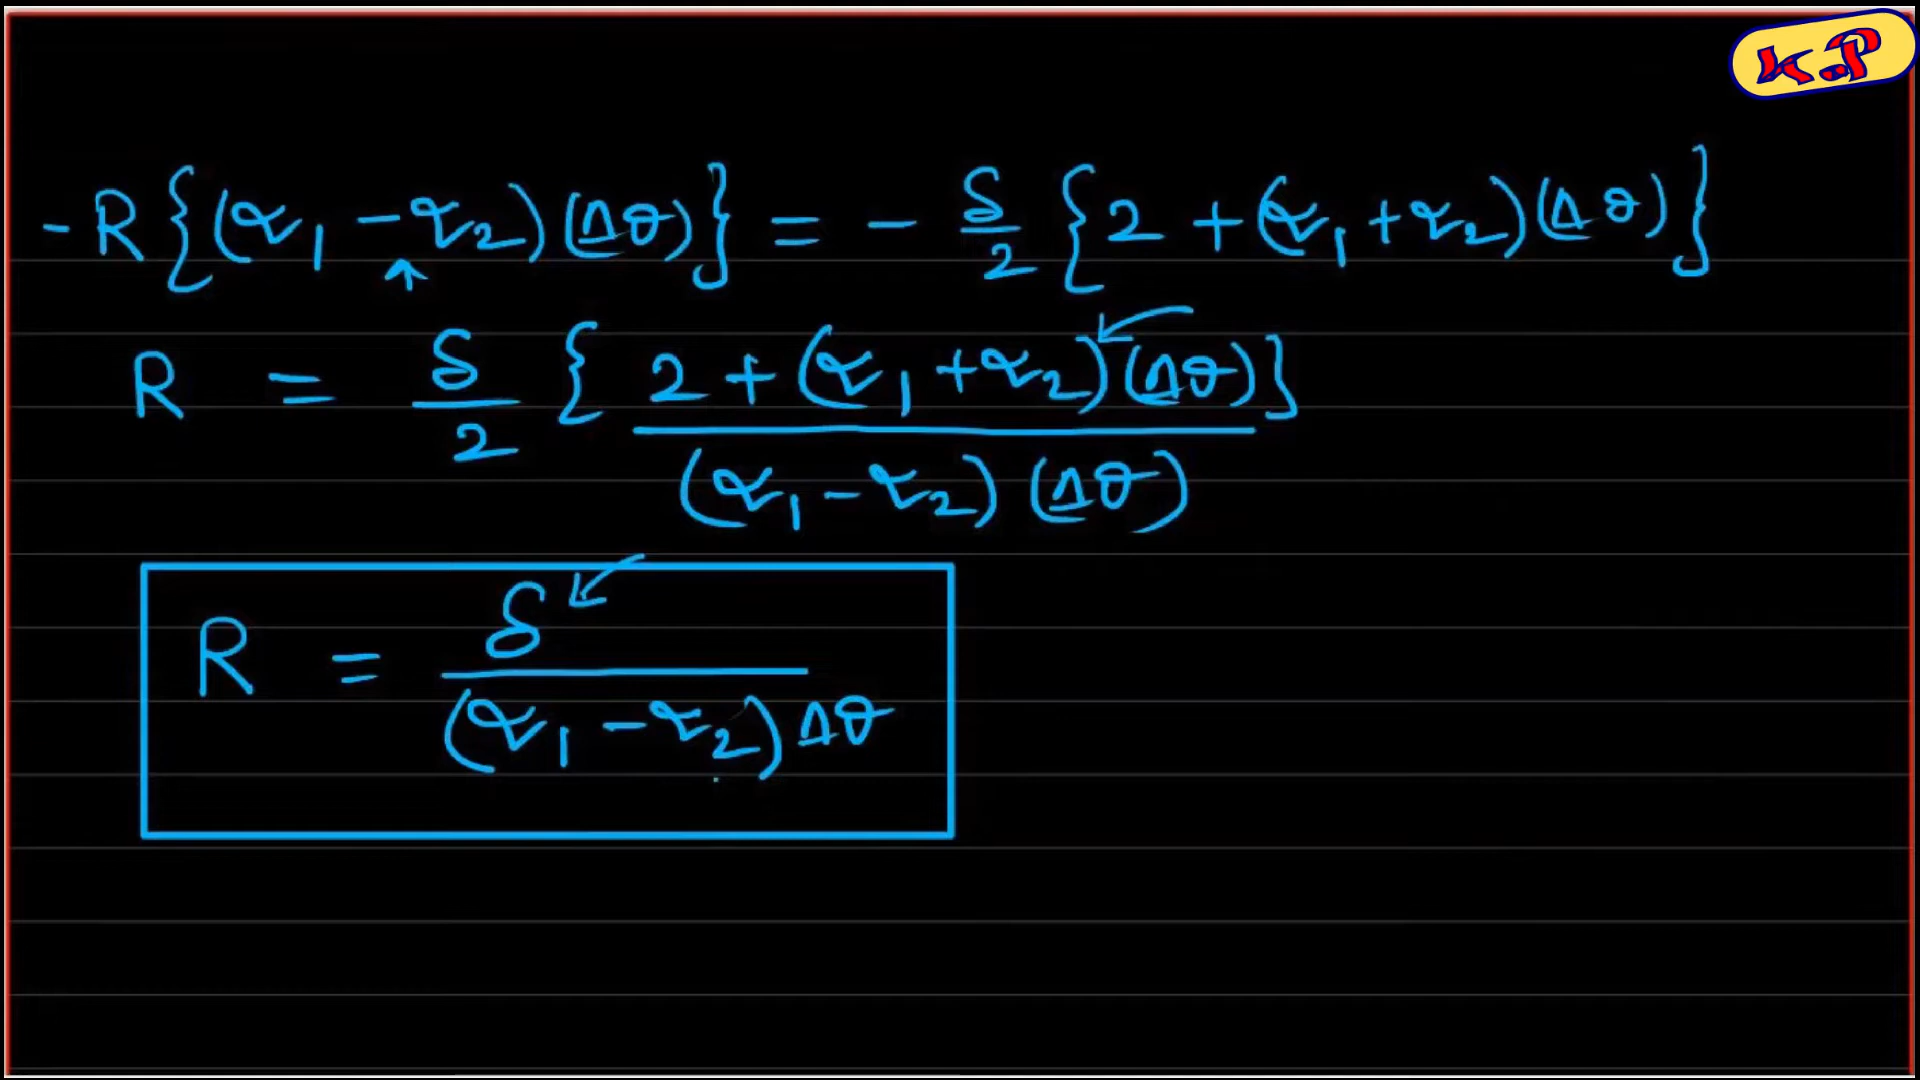 K.P
-R{(α₁ - α₂)(Δθ)} = - δ/2 {2 + (α₁ + α₂)(Δθ)}
R = δ/2 {2 + (α₁ + α₂)(Δθ)} / (α₁ - α₂)(Δθ)
R = δ / (α₁ - α₂)Δθ